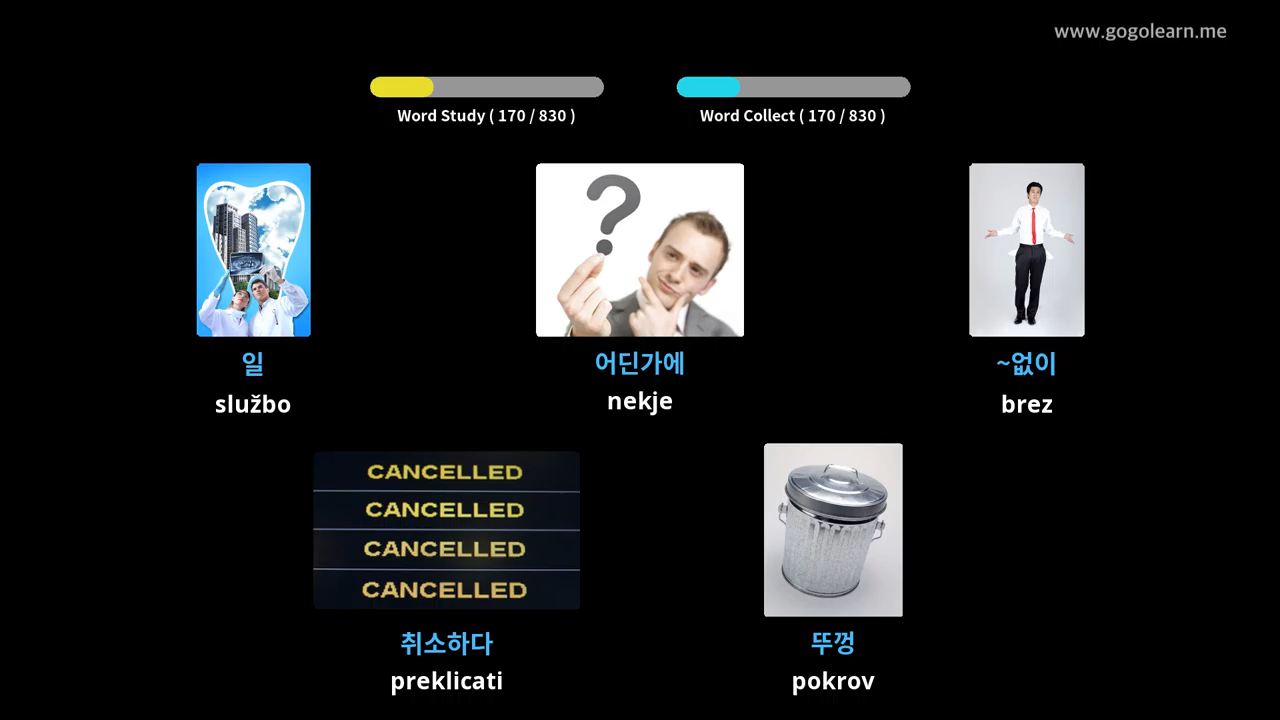 www.gogolearn.me
Word Study ( 170 / 830 )
Word Collect ( 170 / 830 )
일
službo
어딘가에
nekje
~없이
brez
CANCELLED
CANCELLED
CANCELLED
CANCELLED
취소하다
preklicati
뚜껑
pokrov